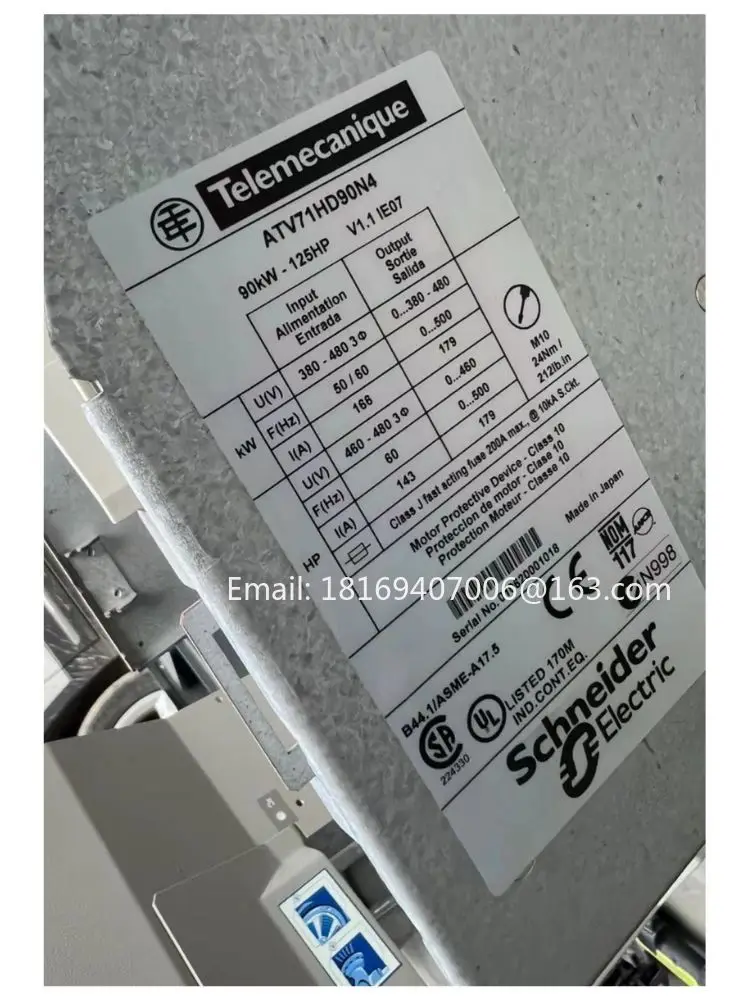 Telemecanique
ATV71HD90N4
90kW - 125HP V1.1 IE07
Input Output
Alimentation Sortie
Entrada Salida
kW U(V) 380 - 480 3Φ 0...380 - 480
F(Hz) 50 / 60 0...500
I(A) 166 179
HP U(V) 460 - 480 3Φ 0...460
F(Hz) 60 0...500
I(A) 143 179
M10
24Nm /
212lb.in
Class J fast acting fuse 200A max., @ 10kA S.Ckt.
Motor Protective Device - Class 10
Proteccion de motor - Clase 10
Protection Moteur - Classe 10
Serial No. 20001018
Made in Japan
NOM
117
CE
N998
Email: 18169407006@163.com
B44.1/ASME-A17.5
224330
UL
LISTED 170M
IND.CONT.EQ.
Schneider
Electric